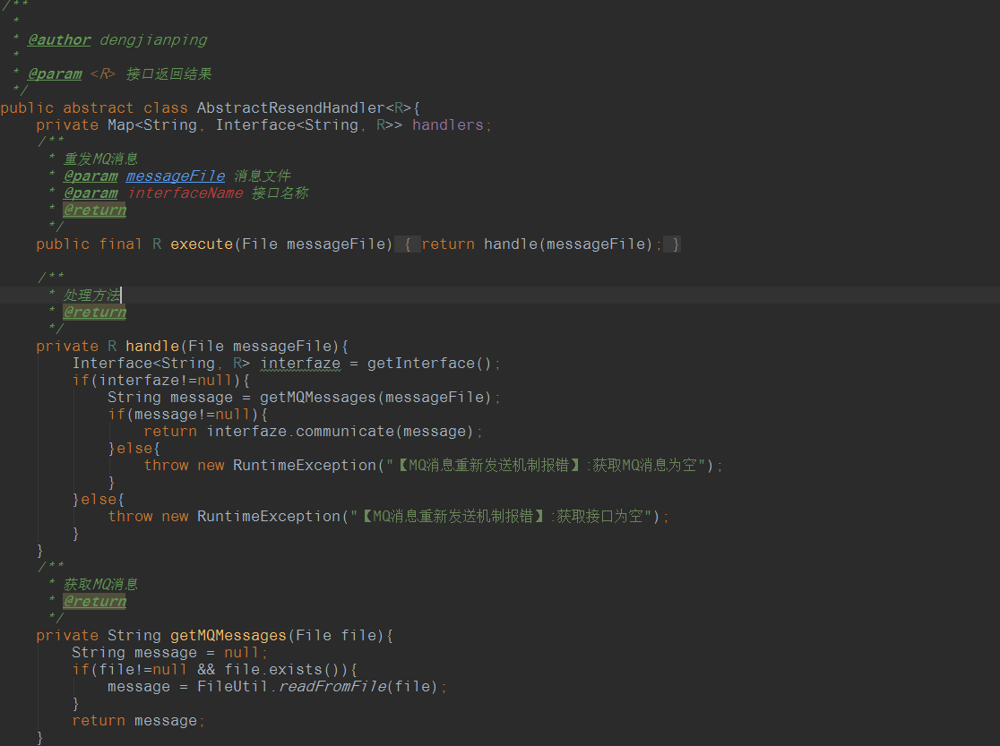 /**
 *
 * @author dengjianping
 *
 * @param <R> 接口返回结果
 */
public abstract class AbstractResendHandler<R>{
    private Map<String, Interface<String, R>> handlers;
    /**
     * 重发MQ消息
     * @param messageFile 消息文件
     * @param interfaceName 接口名称
     * @return
     */
    public final R execute(File messageFile) { return handle(messageFile); }

    /**
     * 处理方法
     * @return
     */
    private R handle(File messageFile){
        Interface<String, R> interfaze = getInterface();
        if(interfaze!=null){
            String message = getMQMessages(messageFile);
            if(message!=null){
                return interfaze.communicate(message);
            }else{
                throw new RuntimeException("【MQ消息重新发送机制报错】:获取MQ消息为空");
            }
        }else{
            throw new RuntimeException("【MQ消息重新发送机制报错】:获取接口为空");
        }
    }
    /**
     * 获取MQ消息
     * @return
     */
    private String getMQMessages(File file){
        String message = null;
        if(file!=null && file.exists()){
            message = FileUtil.readFromFile(file);
        }
        return message;
    }